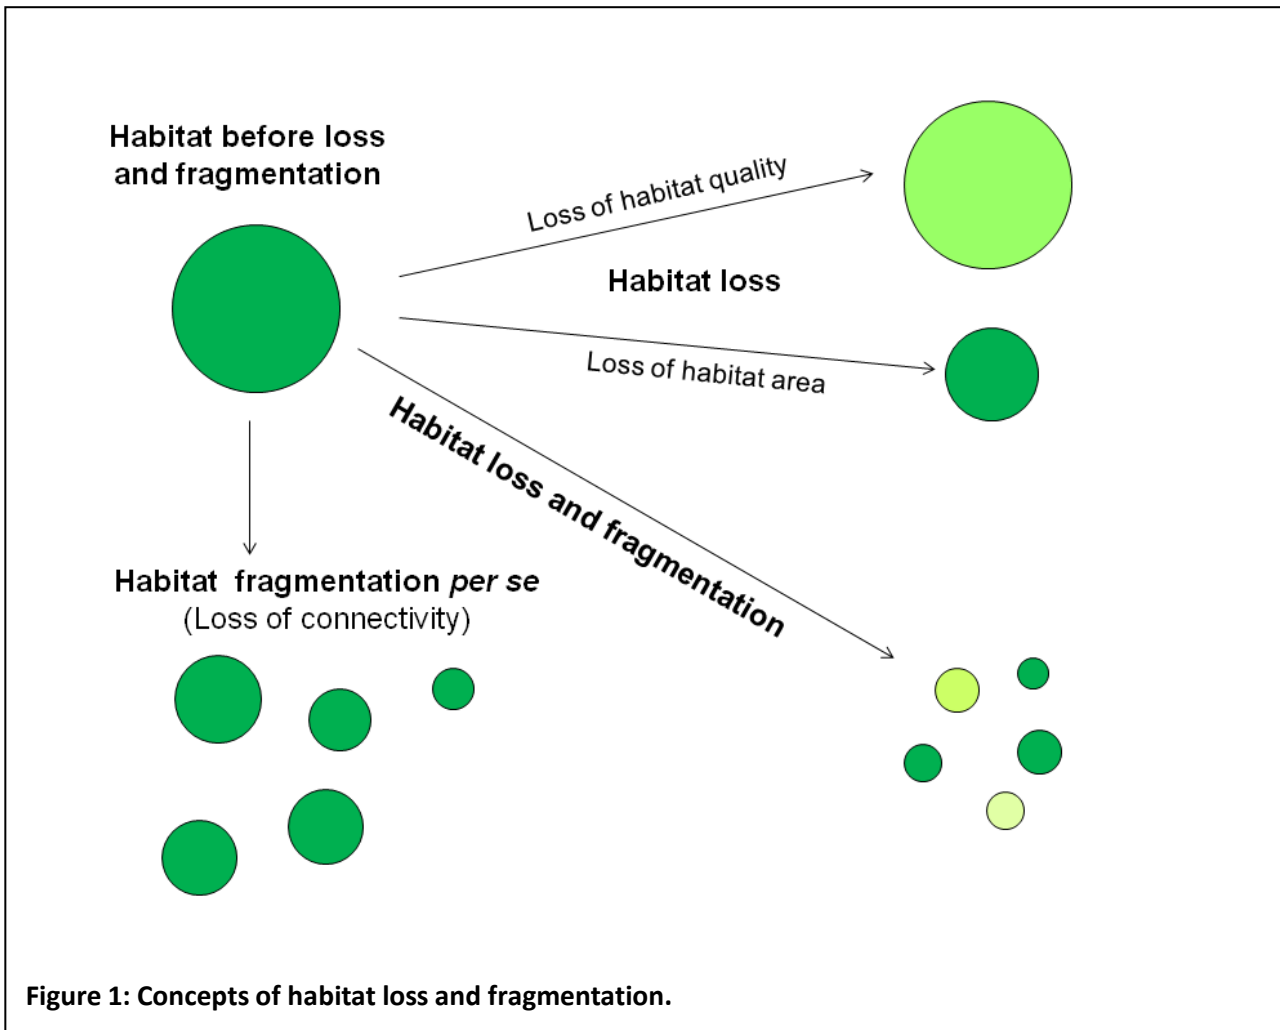 Habitat before loss
and fragmentation
Loss of habitat quality
Habitat loss
Loss of habitat area
Habitat loss and fragmentation
Habitat fragmentation per se
(Loss of connectivity)
Figure 1: Concepts of habitat loss and fragmentation.